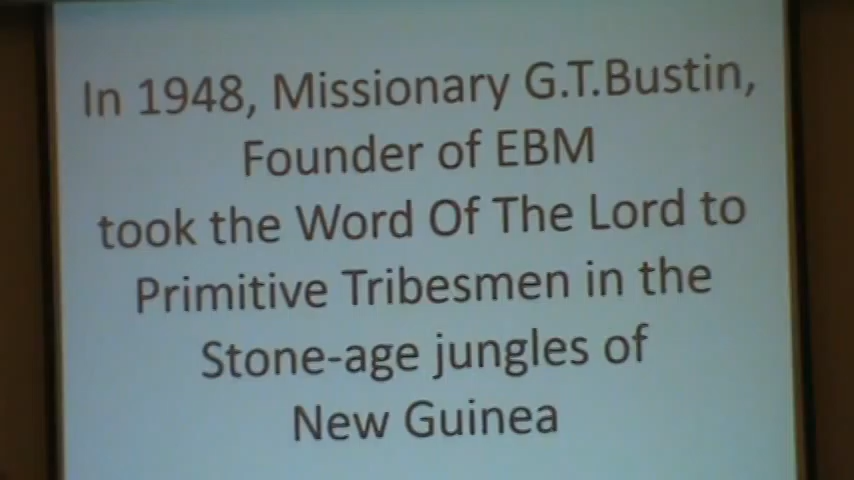 In 1948, Missionary G.T.Bustin,
Founder of EBM
took the Word Of The Lord to
Primitive Tribesmen in the
Stone-age jungles of
New Guinea